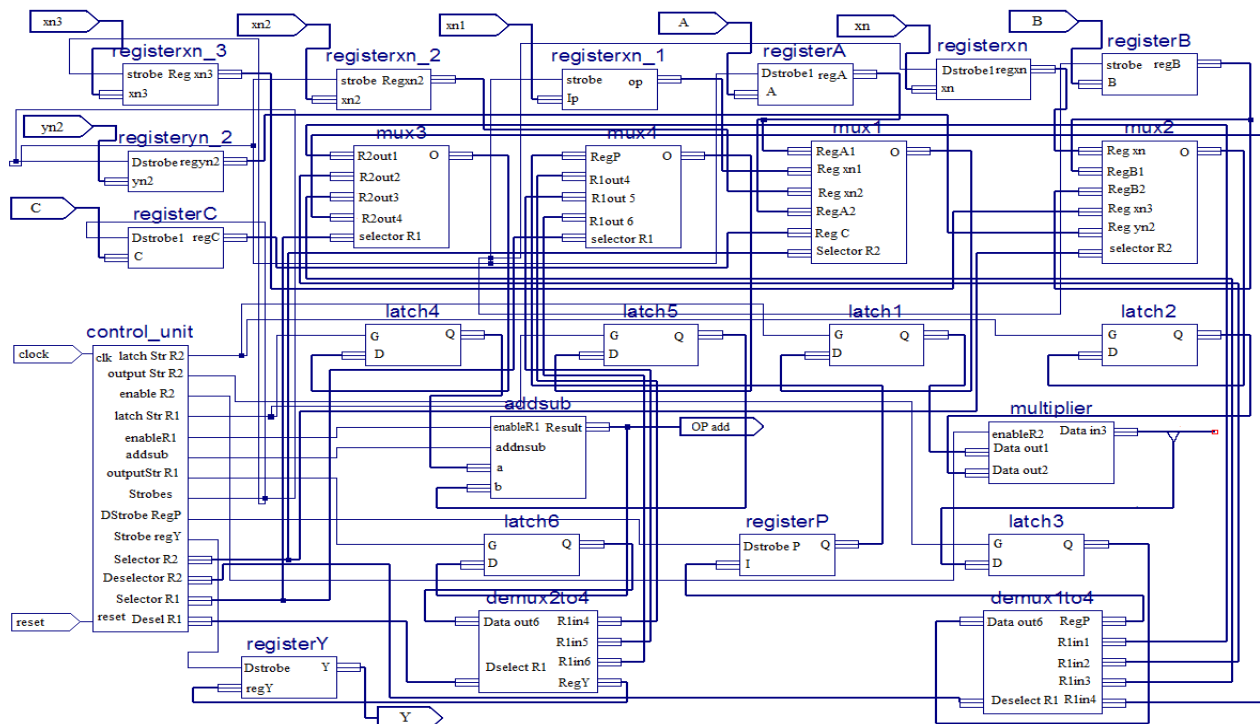 xn3
xn2
xn1
A
xn
B
registerxn_3
strobe Reg xn3
xn3
registerxn_2
strobe Regxn2
xn2
registerxn_1
strobe op
Ip
registerA
Dstrobe1 regA
A
registerxn
Dstrobe1 regxn
xn
registerB
strobe regB
B
yn2
registeryn_2
Dstrobe regyn2
yn2
C
registerC
Dstrobe1 regC
C
mux3
R2out1 O
R2out2
R2out3
R2out4
selector R1
mux4
RegP O
R1out4
R1out 5
R1out 6
selector R1
mux1
RegA1 O
Reg xn1
Reg xn2
RegA2
Reg C
Selector R2
mux2
Reg xn O
RegB1
RegB2
Reg xn3
Reg yn2
selector R2
latch4
G Q
D
latch5
G Q
D
latch1
G Q
D
latch2
G Q
D
control_unit
clock
clk latch Str R2
output Str R2
enable R2
latch Str R1
enableR1
addsub
outputStr R1
Strobes
DStrobe RegP
Strobe regY
Selector R2
Deselector R2
Selector R1
reset
reset Desel R1
addsub
enableR1 Result
addnsub
a
b
OP add
multiplier
enableR2 Data in3
Data out1
Data out2
latch6
G Q
D
registerP
Dstrobe P Q
I
latch3
G Q
D
demux2to4
Data out6 R1in4
R1in5
R1in6
Dselect R1
RegY
demux1to4
Data out6 RegP
R1in1
R1in2
R1in3
Deselect R1 R1in4
registerY
Dstrobe Y
regY
Y